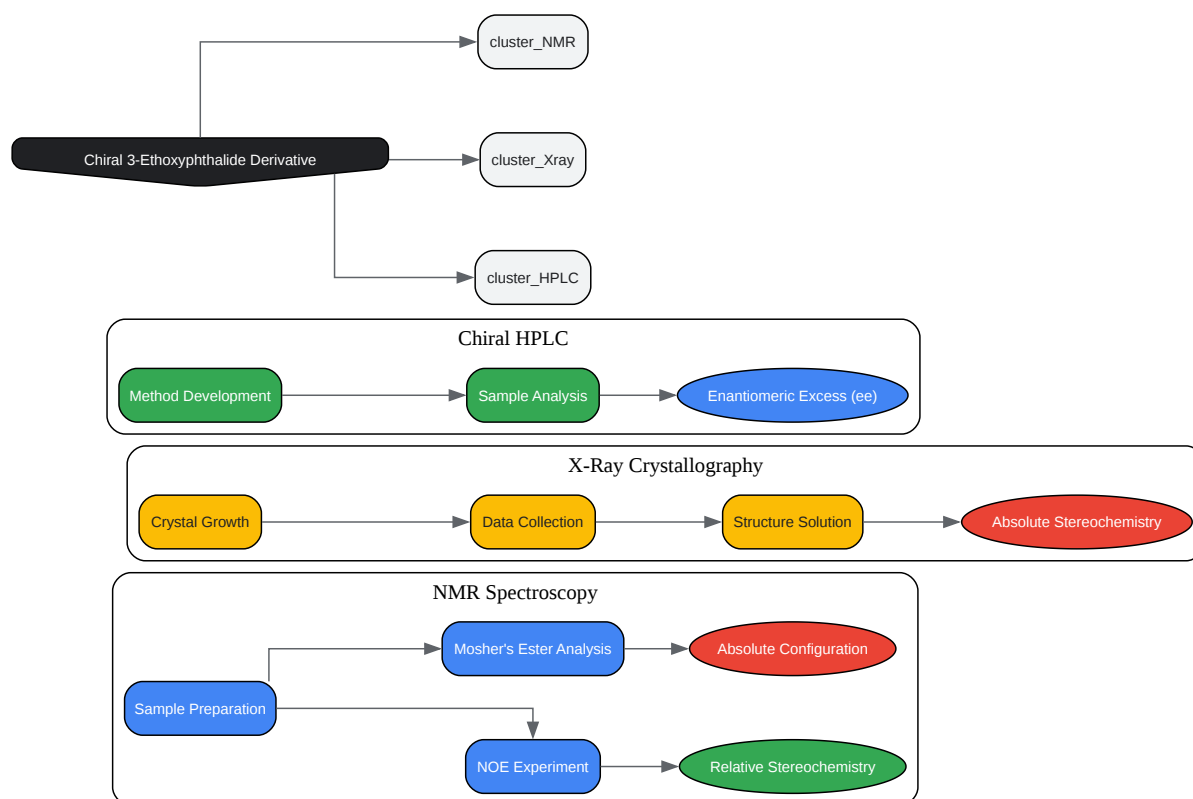 cluster_NMR
Chiral 3-Ethoxyphthalide Derivative
cluster_Xray
cluster_HPLC
Chiral HPLC
Method Development
Sample Analysis
Enantiomeric Excess (ee)
X-Ray Crystallography
Crystal Growth
Data Collection
Structure Solution
Absolute Stereochemistry
NMR Spectroscopy
Mosher's Ester Analysis
Absolute Configuration
Sample Preparation
NOE Experiment
Relative Stereochemistry